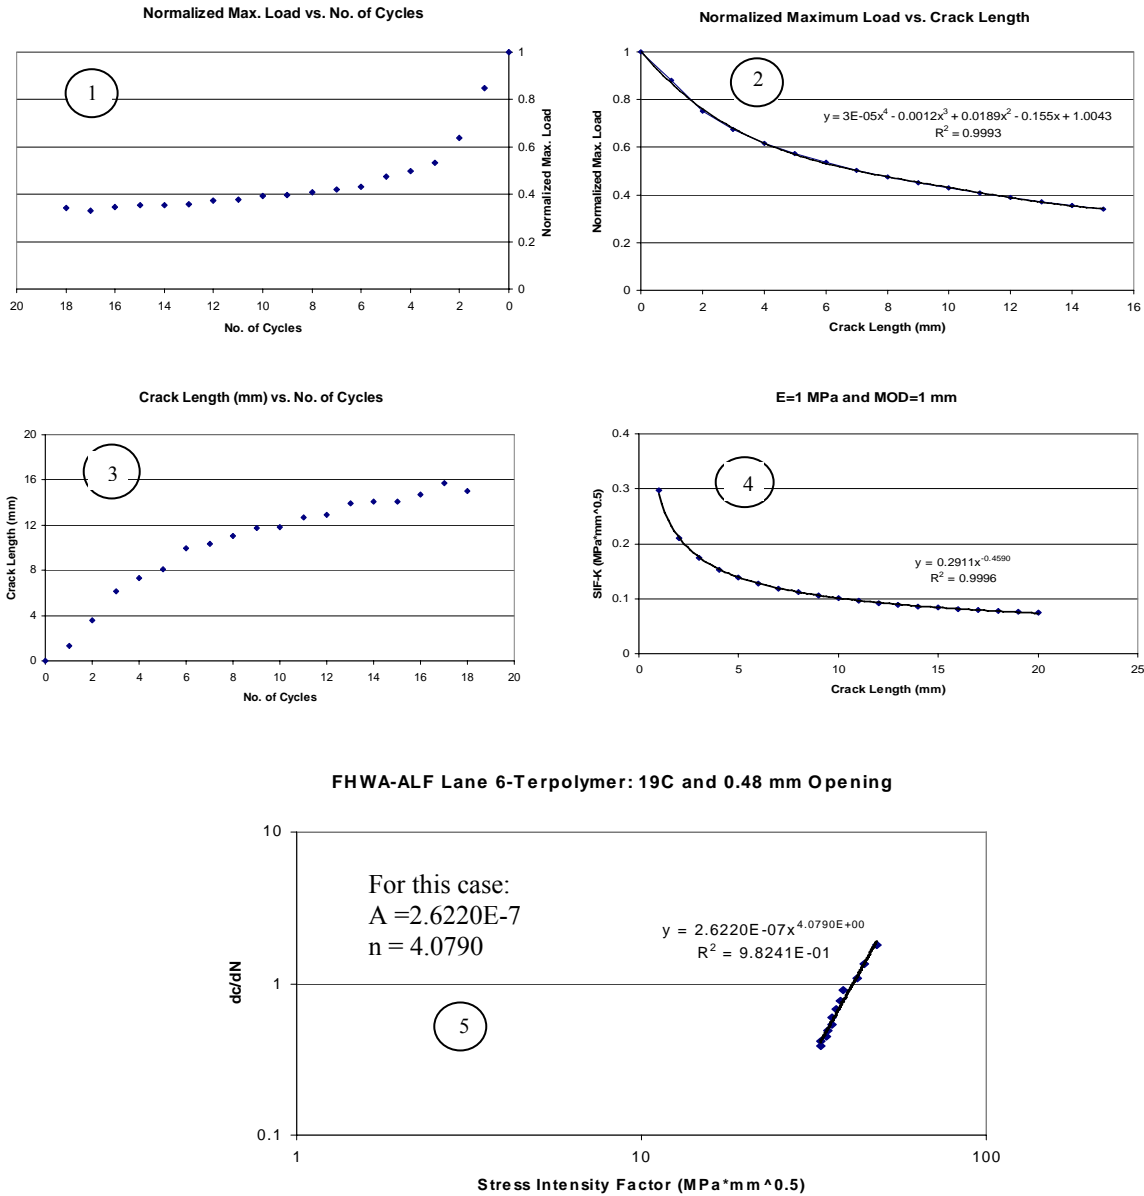 Normalized Max. Load vs. No. of Cycles
1
1
0.8
0.6
0.4
0.2
0
Normalized Max. Load
20 18 16 14 12 10 8 6 4 2 0
No. of Cycles
Normalized Maximum Load vs. Crack Length
2
y = 3E-05x⁴ - 0.0012x³ + 0.0189x² - 0.155x + 1.0043
R² = 0.9993
1
0.8
0.6
0.4
0.2
0
Normalized Max. Load
0 2 4 6 8 10 12 14 16
Crack Length (mm)
Crack Length (mm) vs. No. of Cycles
3
20
16
12
8
4
0
Crack Length (mm)
0 2 4 6 8 10 12 14 16 18 20
No. of Cycles
E=1 MPa and MOD=1 mm
4
y = 0.2911x^-0.4590
R² = 0.9996
0.4
0.3
0.2
0.1
0
SIF-K (MPa*mm^0.5)
0 5 10 15 20 25
Crack Length (mm)
FHWA-ALF Lane 6-Terpolymer: 19C and 0.48 mm Opening
For this case:
A =2.6220E-7
n = 4.0790
y = 2.6220E-07x^4.0790E+00
R² = 9.8241E-01
5
10
1
0.1
dc/dN
1 10 100
Stress Intensity Factor (MPa*mm^0.5)